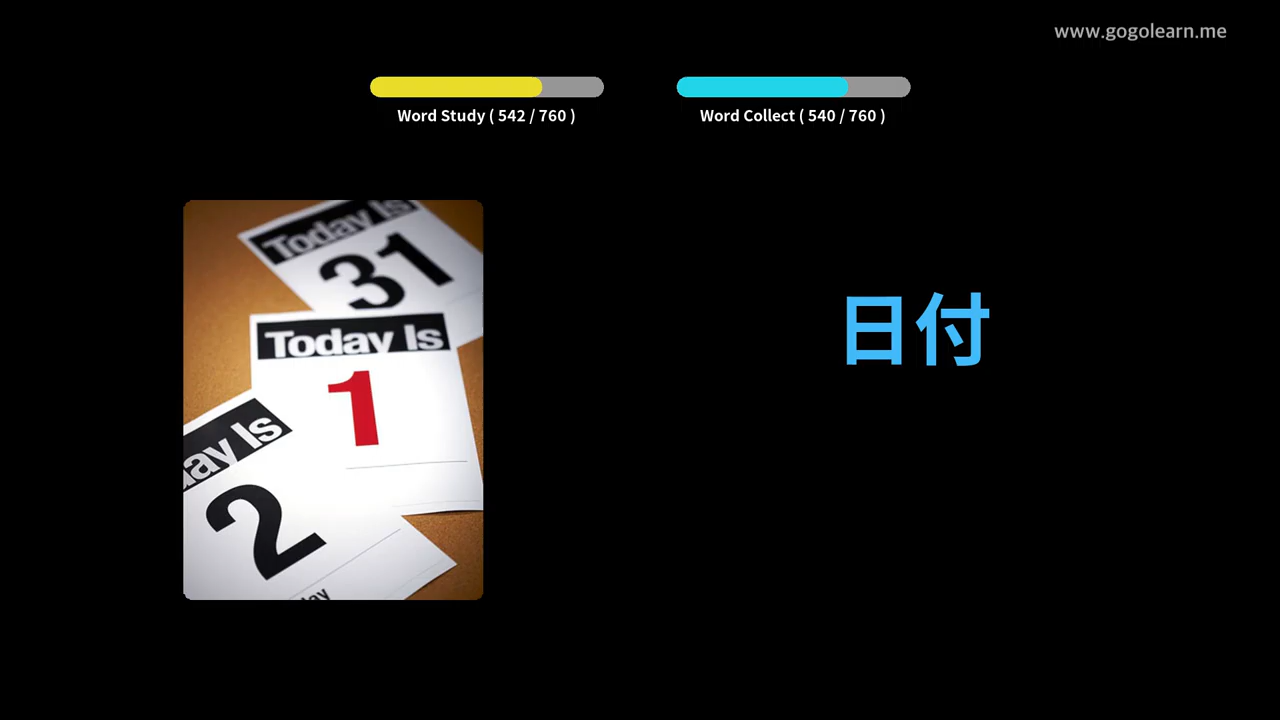 www.gogolearn.me
Word Study ( 542 / 760 )
Word Collect ( 540 / 760 )
Today Is
31
Today Is
1
day Is
2
日付